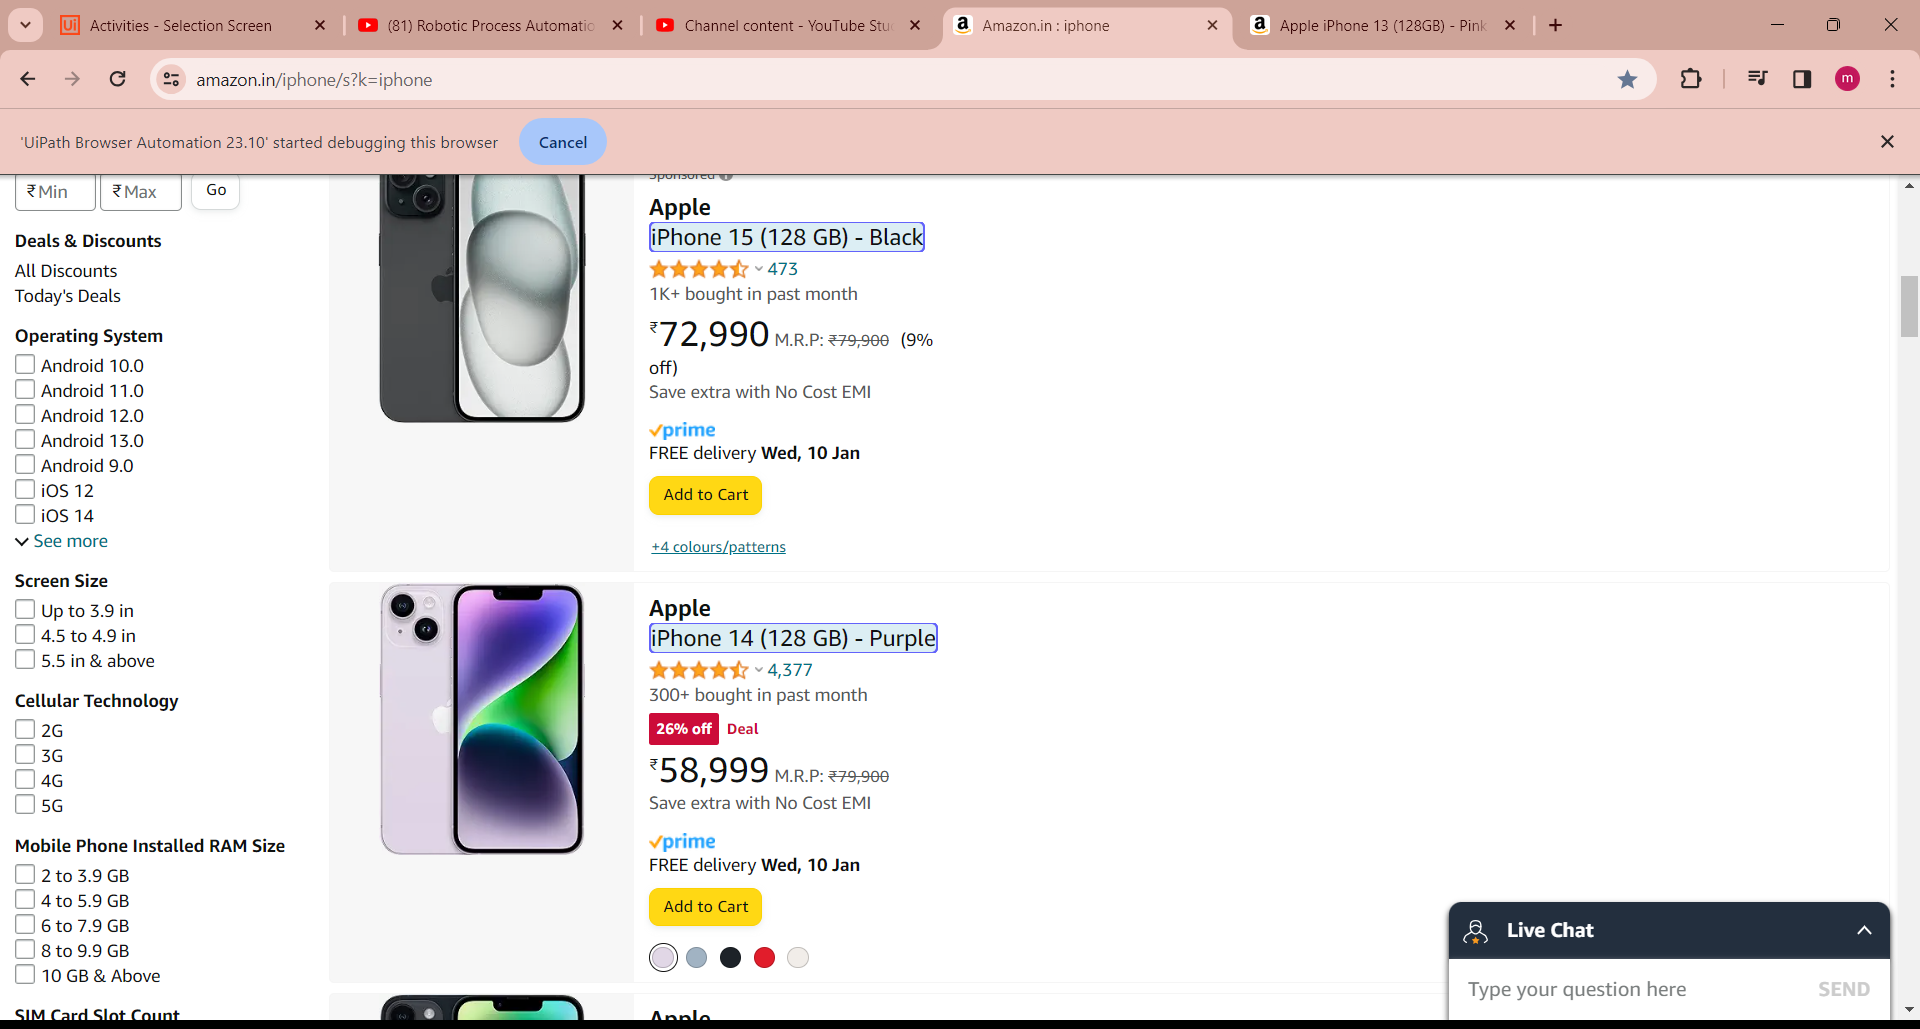 Activities - Selection Screen
(81) Robotic Process Automatio
Channel content - YouTube Stu
Amazon.in : iphone
Apple iPhone 13 (128GB) - Pink
amazon.in/iphone/s?k=iphone
m
'UiPath Browser Automation 23.10' started debugging this browser
Cancel
₹Min
₹Max
Go
Deals & Discounts
All Discounts
Today's Deals
Operating System
Android 10.0
Android 11.0
Android 12.0
Android 13.0
Android 9.0
iOS 12
iOS 14
See more
Screen Size
Up to 3.9 in
4.5 to 4.9 in
5.5 in & above
Cellular Technology
2G
3G
4G
5G
Mobile Phone Installed RAM Size
2 to 3.9 GB
4 to 5.9 GB
6 to 7.9 GB
8 to 9.9 GB
10 GB & Above
SIM Card Slot Count
Sponsored
Apple
iPhone 15 (128 GB) - Black
473
1K+ bought in past month
₹72,990 M.R.P: ₹79,900 (9%
off)
Save extra with No Cost EMI
prime
FREE delivery Wed, 10 Jan
Add to Cart
+4 colours/patterns
Apple
iPhone 14 (128 GB) - Purple
4,377
300+ bought in past month
26% off Deal
₹58,999 M.R.P: ₹79,900
Save extra with No Cost EMI
prime
FREE delivery Wed, 10 Jan
Add to Cart
Apple
Live Chat
Type your question here
SEND